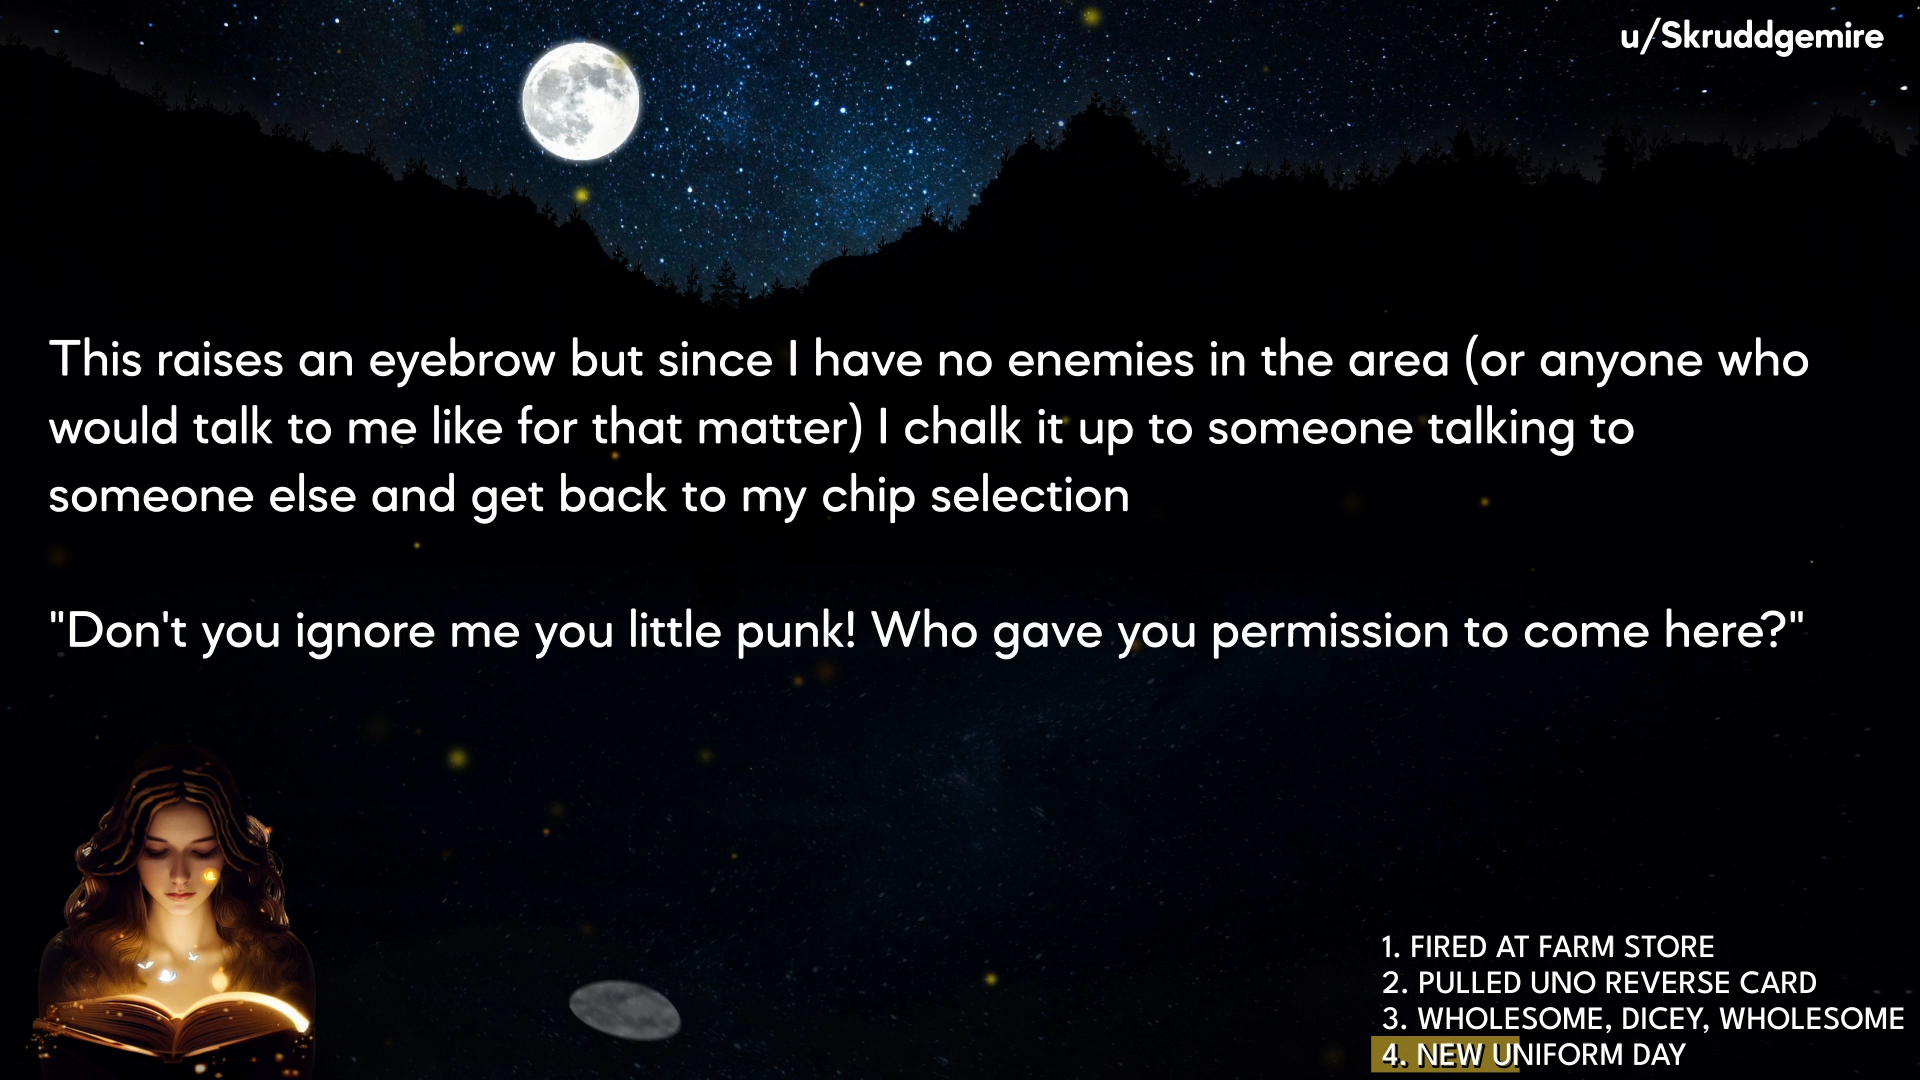 u/Skruddgemire
This raises an eyebrow but since I have no enemies in the area (or anyone who
would talk to me like for that matter) I chalk it up to someone talking to
someone else and get back to my chip selection
"Don't you ignore me you little punk! Who gave you permission to come here?"
1. FIRED AT FARM STORE
2. PULLED UNO REVERSE CARD
3. WHOLESOME, DICEY, WHOLESOME
4. NEW UNIFORM DAY